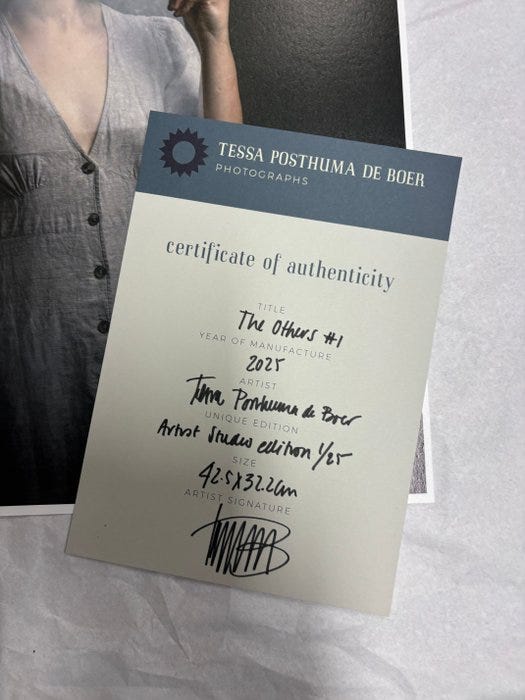 TESSA POSTHUMA DE BOER
PHOTOGRAPHS
certificate of authenticity
TITLE
The Others #1
YEAR OF MANUFACTURE
2025
ARTIST
Tessa Posthuma de Boer
UNIQUE EDITION
Artist Studio edition 1/25
SIZE
42.5x32.2cm
ARTIST SIGNATURE